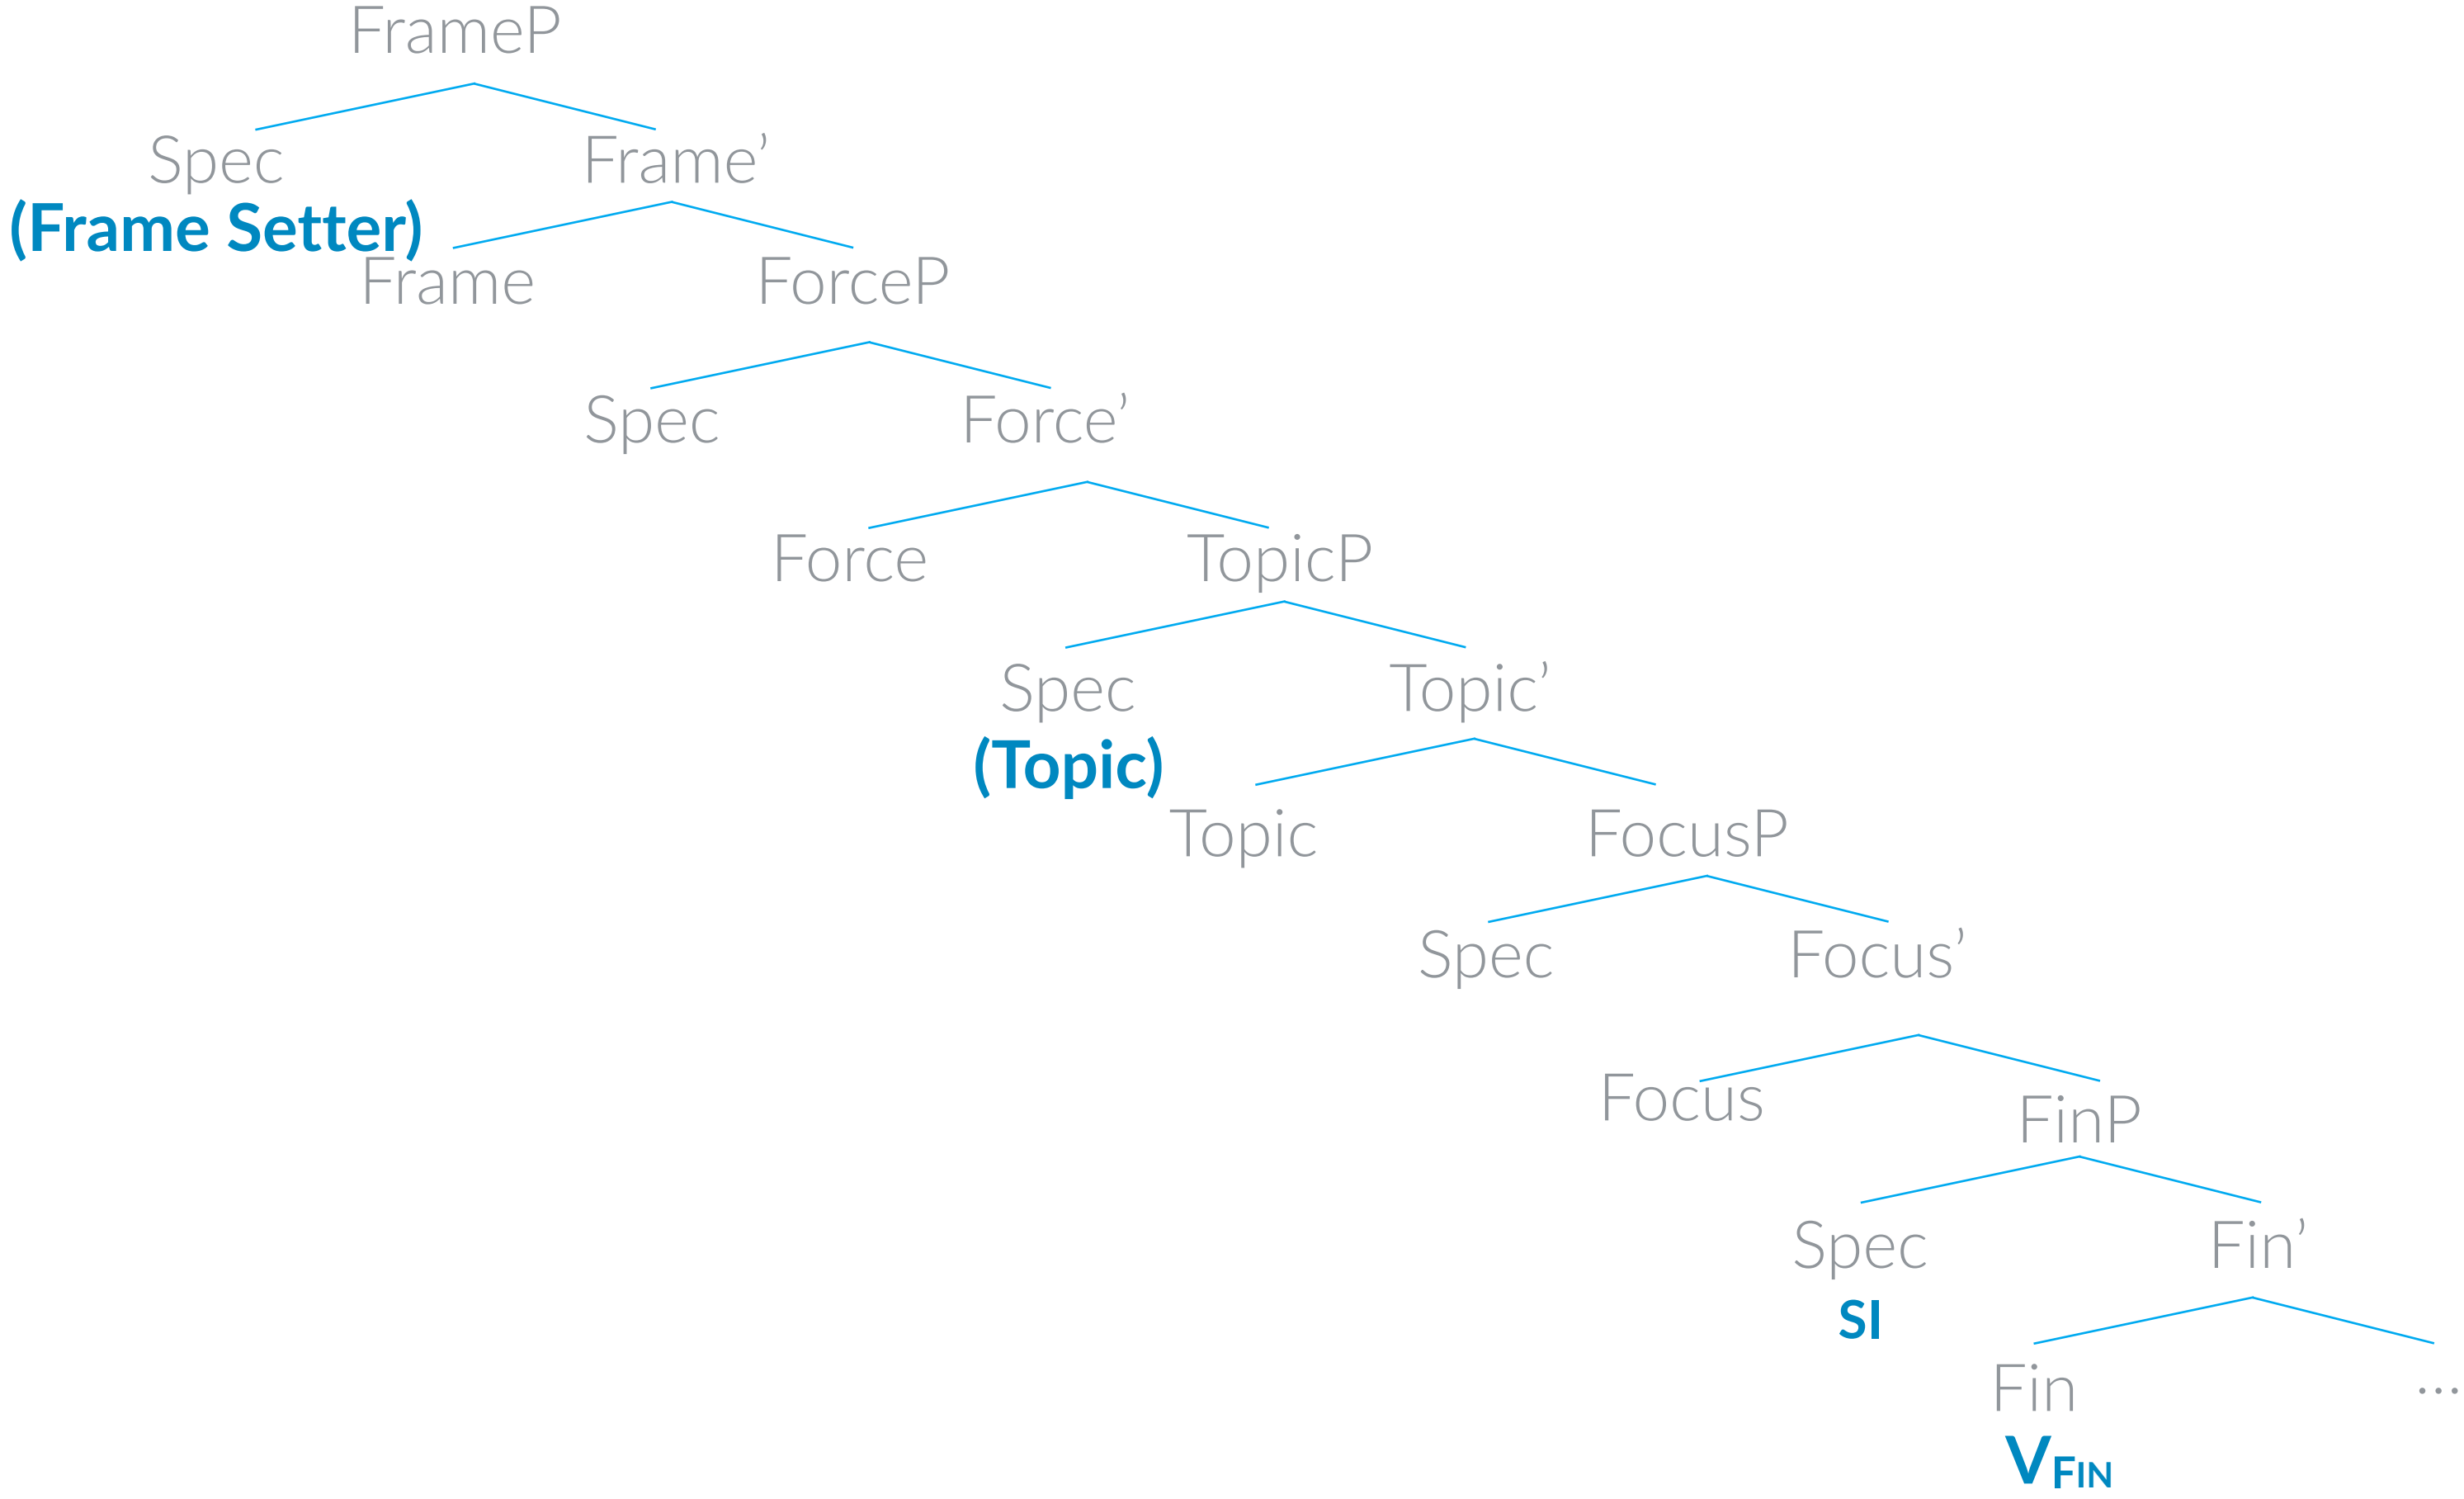 FrameP
Spec Frame’
(Frame Setter)
Frame ForceP
Spec Force’
Force TopicP
Spec Topic’
(Topic)
Topic FocusP
Spec Focus’
Focus FinP
Spec Fin’
SI
Fin ...
VFIN